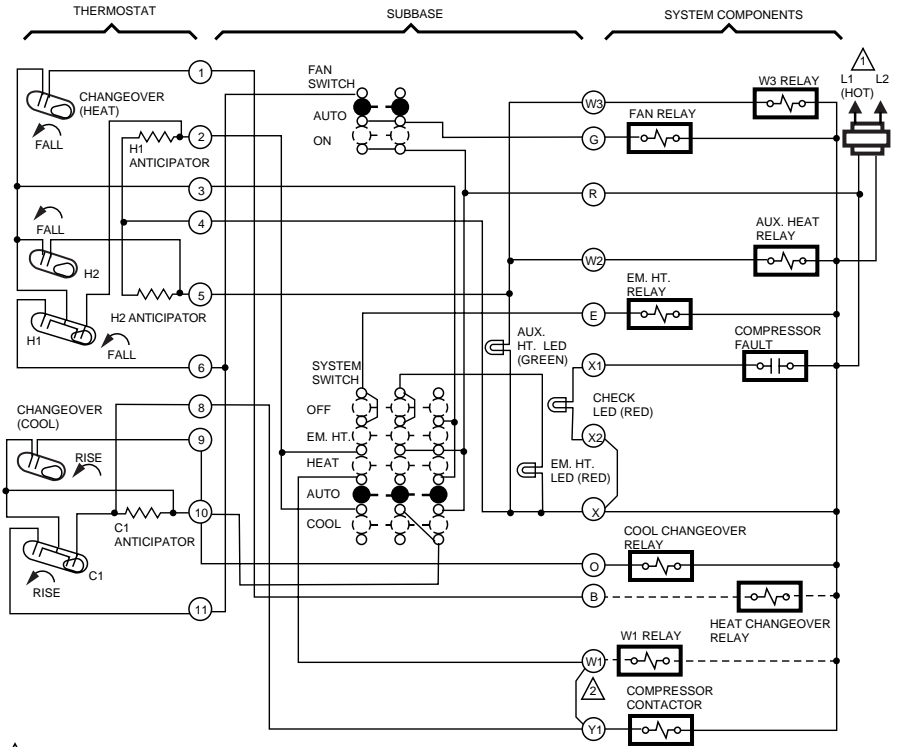 THERMOSTAT
SUBBASE
SYSTEM COMPONENTS
1
CHANGEOVER
(HEAT)
FALL
2
H1
ANTICIPATOR
3
4
FALL
H2
5
H2 ANTICIPATOR
H1
FALL
6
8
CHANGEOVER
(COOL)
9
RISE
10
C1
ANTICIPATOR
C1
RISE
11
FAN
SWITCH
AUTO
ON
SYSTEM
SWITCH
OFF
EM. HT.
HEAT
AUTO
COOL
AUX.
HT. LED
(GREEN)
CHECK
LED (RED)
EM. HT.
LED (RED)
W3
G
R
W2
E
X1
X2
X
O
B
W1
2
Y1
W3 RELAY
FAN RELAY
1
L1
(HOT)
L2
AUX. HEAT
RELAY
EM. HT.
RELAY
COMPRESSOR
FAULT
COOL CHANGEOVER
RELAY
HEAT CHANGEOVER
RELAY
W1 RELAY
COMPRESSOR
CONTACTOR